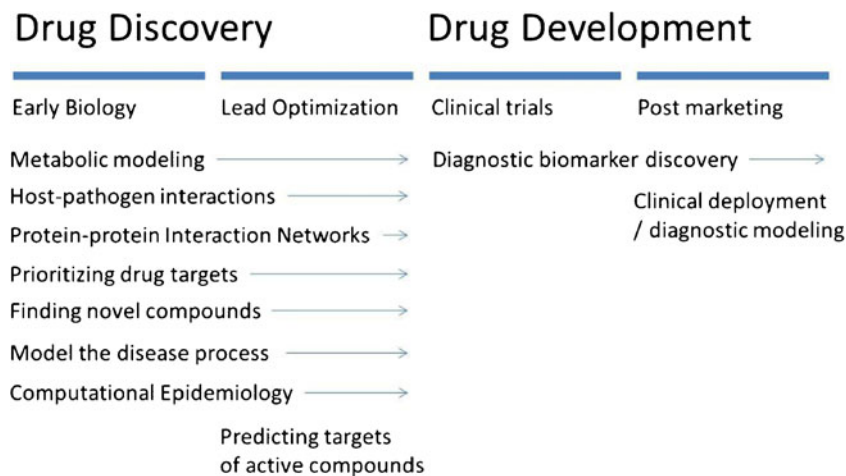 Drug Discovery
Drug Development
Early Biology
Lead Optimization
Clinical trials
Post marketing
Metabolic modeling
Host-pathogen interactions
Protein-protein Interaction Networks
Prioritizing drug targets
Finding novel compounds
Model the disease process
Computational Epidemiology
Predicting targets
of active compounds
Diagnostic biomarker discovery
Clinical deployment
/ diagnostic modeling